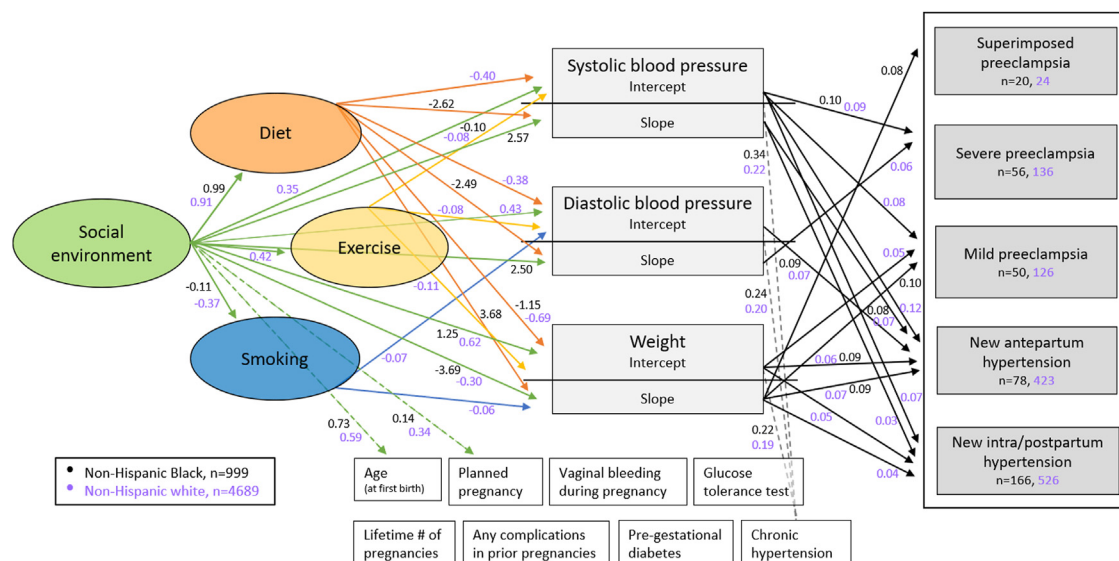 Social
environment
Diet
Exercise
Smoking
0.99
0.91
0.35
0.42
-0.11
-0.37
-0.40
-2.62
-0.10
-0.08
2.57
-0.38
-2.49
-0.08
0.43
2.50
-0.11
3.68
-1.15
-0.69
1.25
0.62
-3.69
-0.30
-0.07
-0.06
0.73
0.59
0.14
0.34
Systolic blood pressure
Intercept
Slope
Diastolic blood pressure
Intercept
Slope
Weight
Intercept
Slope
0.34
0.22
0.09
0.07
0.24
0.20
0.22
0.19
0.08
0.10
0.09
0.06
0.08
0.05
0.10
0.12
0.08
0.07
0.06
0.09
0.07
0.09
0.07
0.05
0.03
0.04
Superimposed
preeclampsia
n=20, 24
Severe preeclampsia
n=56, 136
Mild preeclampsia
n=50, 126
New antepartum
hypertension
n=78, 423
New intra/postpartum
hypertension
n=166, 526
• Non-Hispanic Black, n=999
• Non-Hispanic white, n=4689
Age
(at first birth)
Planned
pregnancy
Vaginal bleeding
during pregnancy
Glucose
tolerance test
Lifetime # of
pregnancies
Any complications
in prior pregnancies
Pre-gestational
diabetes
Chronic
hypertension